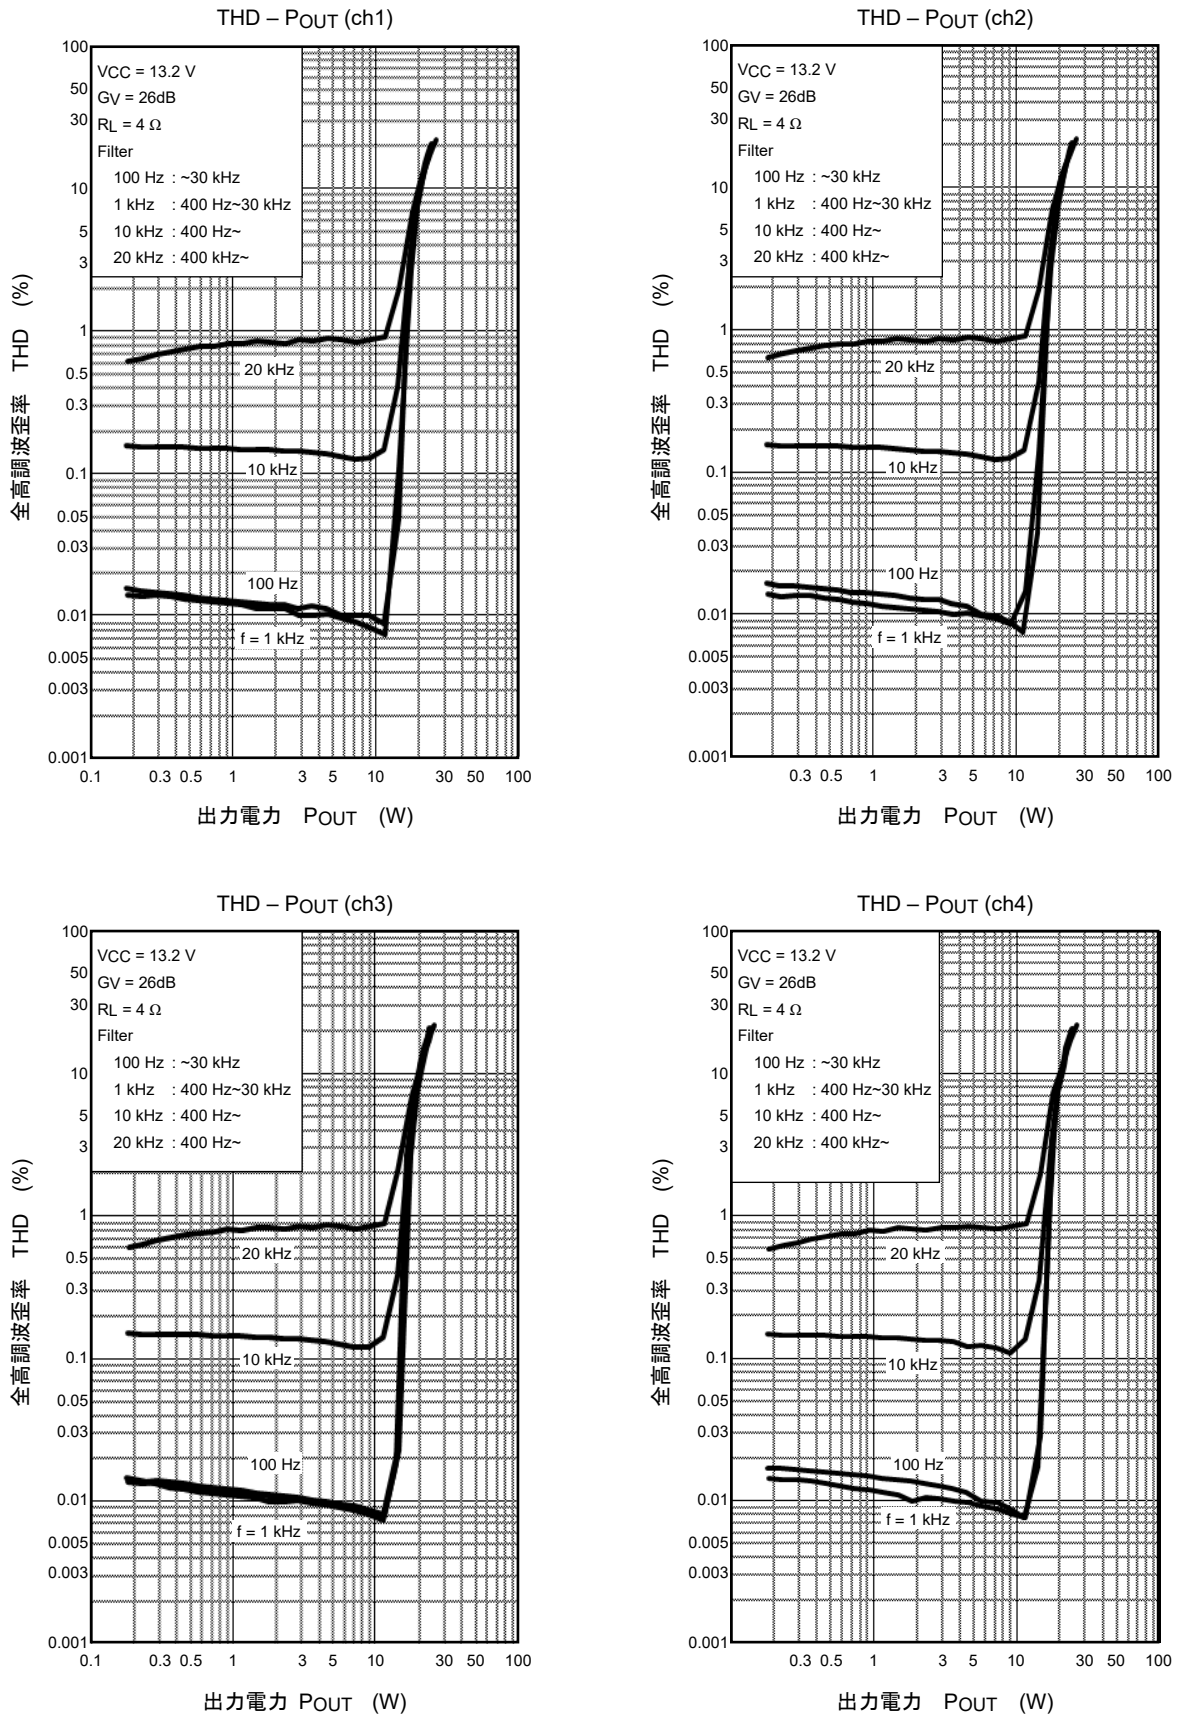 THD – POUT (ch1)
100
50
30
10
5
3
1
0.5
0.3
0.1
0.05
0.03
0.01
0.005
0.003
0.001
VCC = 13.2 V
GV = 26dB
RL = 4 Ω
Filter
100 Hz : ~30 kHz
1 kHz : 400 Hz~30 kHz
10 kHz : 400 Hz~
20 kHz : 400 kHz~
20 kHz
10 kHz
100 Hz
f = 1 kHz
全高調波歪率 THD (%)
0.1 0.3 0.5 1 3 5 10 30 50 100
出力電力 POUT (W)
THD – POUT (ch2)
100
50
30
10
5
3
1
0.5
0.3
0.1
0.05
0.03
0.01
0.005
0.003
0.001
VCC = 13.2 V
GV = 26dB
RL = 4 Ω
Filter
100 Hz : ~30 kHz
1 kHz : 400 Hz~30 kHz
10 kHz : 400 Hz~
20 kHz : 400 kHz~
20 kHz
10 kHz
100 Hz
f = 1 kHz
全高調波歪率 THD (%)
0.3 0.5 1 3 5 10 30 50 100
出力電力 POUT (W)
THD – POUT (ch3)
100
50
30
10
5
3
1
0.5
0.3
0.1
0.05
0.03
0.01
0.005
0.003
0.001
VCC = 13.2 V
GV = 26dB
RL = 4 Ω
Filter
100 Hz : ~30 kHz
1 kHz : 400 Hz~30 kHz
10 kHz : 400 Hz~
20 kHz : 400 Hz~
20 kHz
10 kHz
100 Hz
f = 1 kHz
全高調波歪率 THD (%)
0.1 0.3 0.5 1 3 5 10 30 50 100
出力電力 POUT (W)
THD – POUT (ch4)
100
50
30
10
5
3
1
0.5
0.3
0.1
0.05
0.03
0.01
0.005
0.003
0.001
VCC = 13.2 V
GV = 26dB
RL = 4 Ω
Filter
100 Hz : ~30 kHz
1 kHz : 400 Hz~30 kHz
10 kHz : 400 Hz~
20 kHz : 400 kHz~
20 kHz
10 kHz
100 Hz
f = 1 kHz
全高調波歪率 THD (%)
0.3 0.5 1 3 5 10 30 50 100
出力電力 POUT (W)